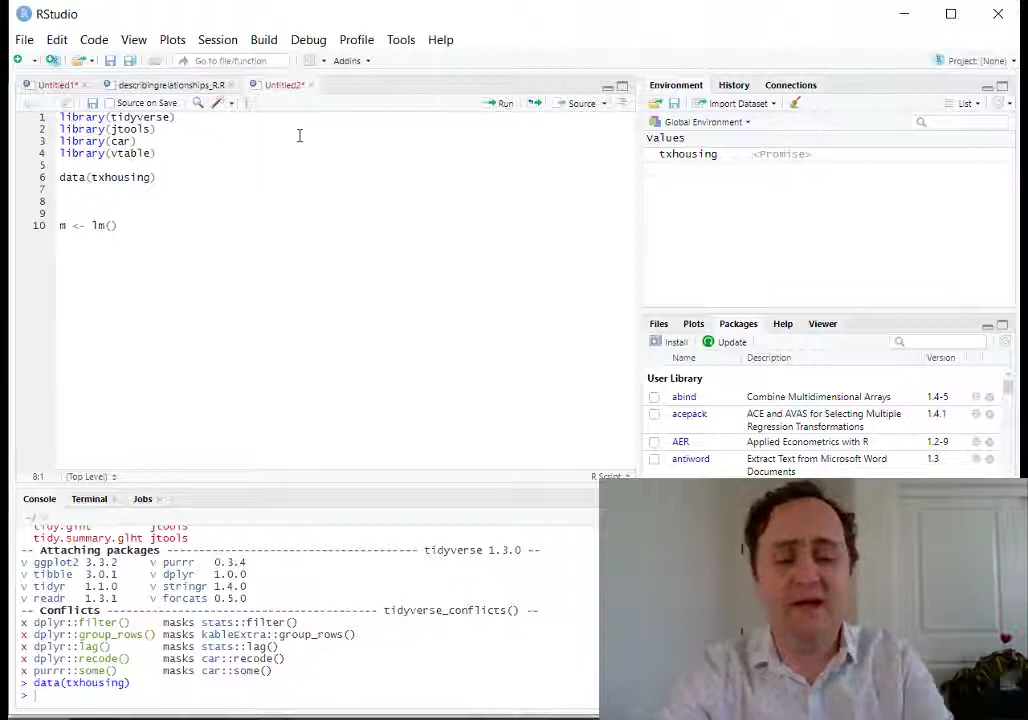 RStudio
File Edit Code View Plots Session Build Debug Profile Tools Help
Go to file/function Addins Project: (None)
Untitled1* describingrelationships_R.R Untitled2*
Source on Save Run Source
1 library(tidyverse)
2 library(jtools)
3 library(car)
4 library(vtable)
5
6 data(txhousing)
7
8
9
10 m <- lm()
8:1 (Top Level) R Script
Environment History Connections
Import Dataset List
Global Environment
Values
txhousing <Promise>
Files Plots Packages Help Viewer
Install Update
Name Description Version
User Library
abind Combine Multidimensional Arrays 1.4-5
acepack ACE and AVAS for Selecting Multiple Regression Transformations 1.4.1
AER Applied Econometrics with R 1.2-9
antiword Extract Text from Microsoft Word Documents 1.3
Console Terminal Jobs
~/
tidy.glht jtools
tidy.summary.glht jtools
-- Attaching packages --------------------------------------- tidyverse 1.3.0 --
v ggplot2 3.3.2 v purrr 0.3.4
v tibble 3.0.1 v dplyr 1.0.0
v tidyr 1.1.0 v stringr 1.4.0
v readr 1.3.1 v forcats 0.5.0
-- Conflicts ------------------------------------------ tidyverse_conflicts() --
x dplyr::filter() masks stats::filter()
x dplyr::group_rows() masks kableExtra::group_rows()
x dplyr::lag() masks stats::lag()
x dplyr::recode() masks car::recode()
x purrr::some() masks car::some()
> data(txhousing)
>